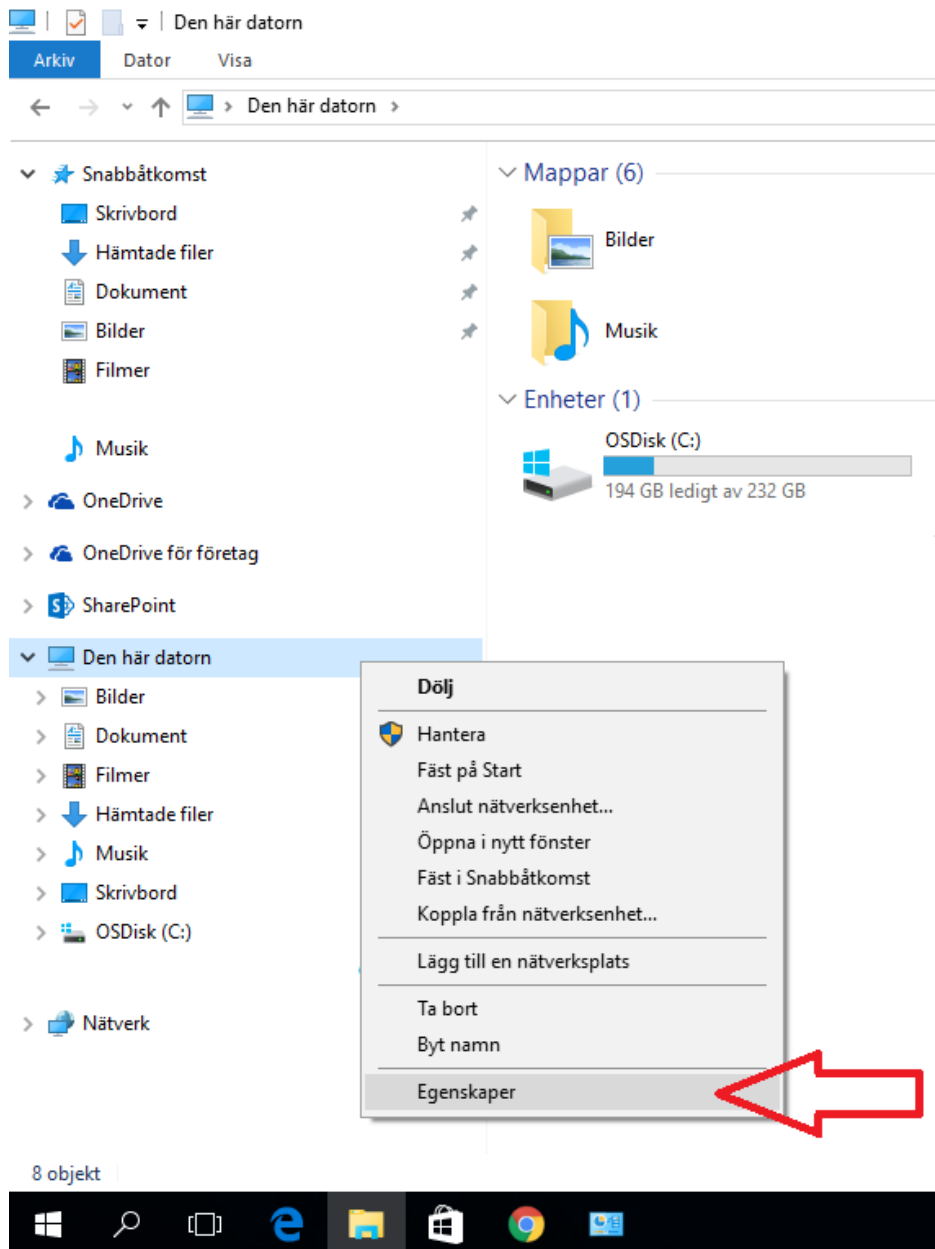 Den här datorn
Arkiv Dator Visa
Den här datorn
Snabbåtkomst
Skrivbord
Hämtade filer
Dokument
Bilder
Filmer
Musik
OneDrive
OneDrive för företag
SharePoint
Den här datorn
Bilder
Dokument
Filmer
Hämtade filer
Musik
Skrivbord
OSDisk (C:)
Nätverk
Mappar (6)
Bilder
Musik
Enheter (1)
OSDisk (C:)
194 GB ledigt av 232 GB
Dölj
Hantera
Fäst på Start
Anslut nätverksenhet...
Öppna i nytt fönster
Fäst i Snabbåtkomst
Koppla från nätverksenhet...
Lägg till en nätverksplats
Ta bort
Byt namn
Egenskaper
8 objekt